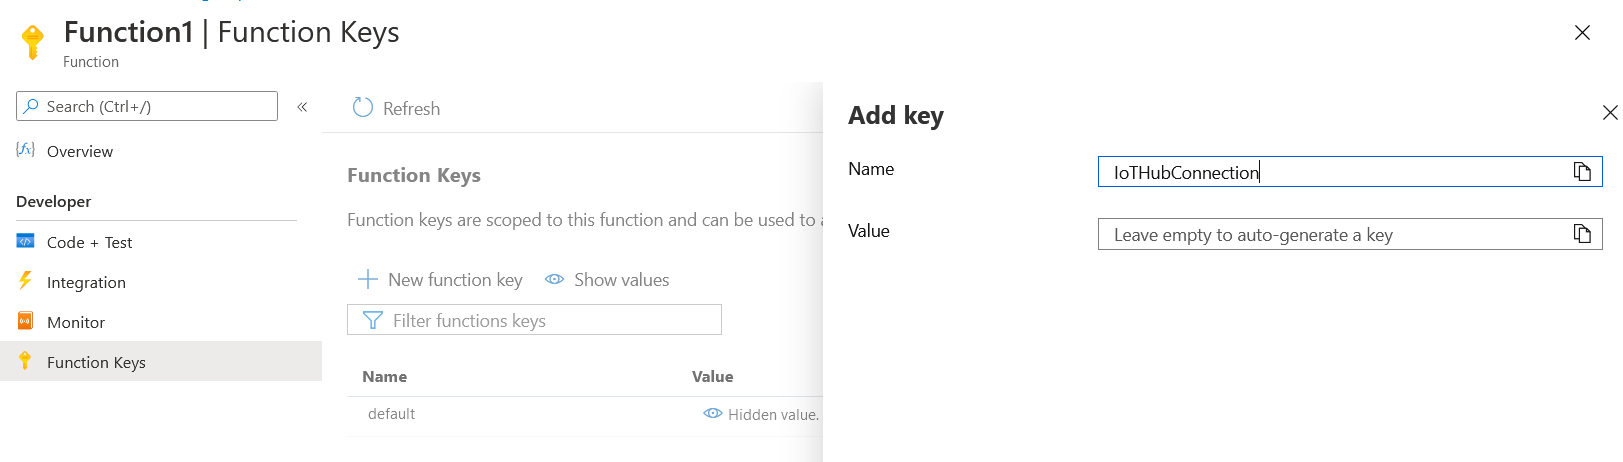 Function1 | Function Keys
Function
Search (Ctrl+/)
«
Overview
Developer
Code + Test
Integration
Monitor
Function Keys
Refresh
Function Keys
Function keys are scoped to this function and can be used to
New function key
Show values
Filter functions keys
Name Value
default Hidden value.
Add key
Name
IoTHubConnection
Value
Leave empty to auto-generate a key